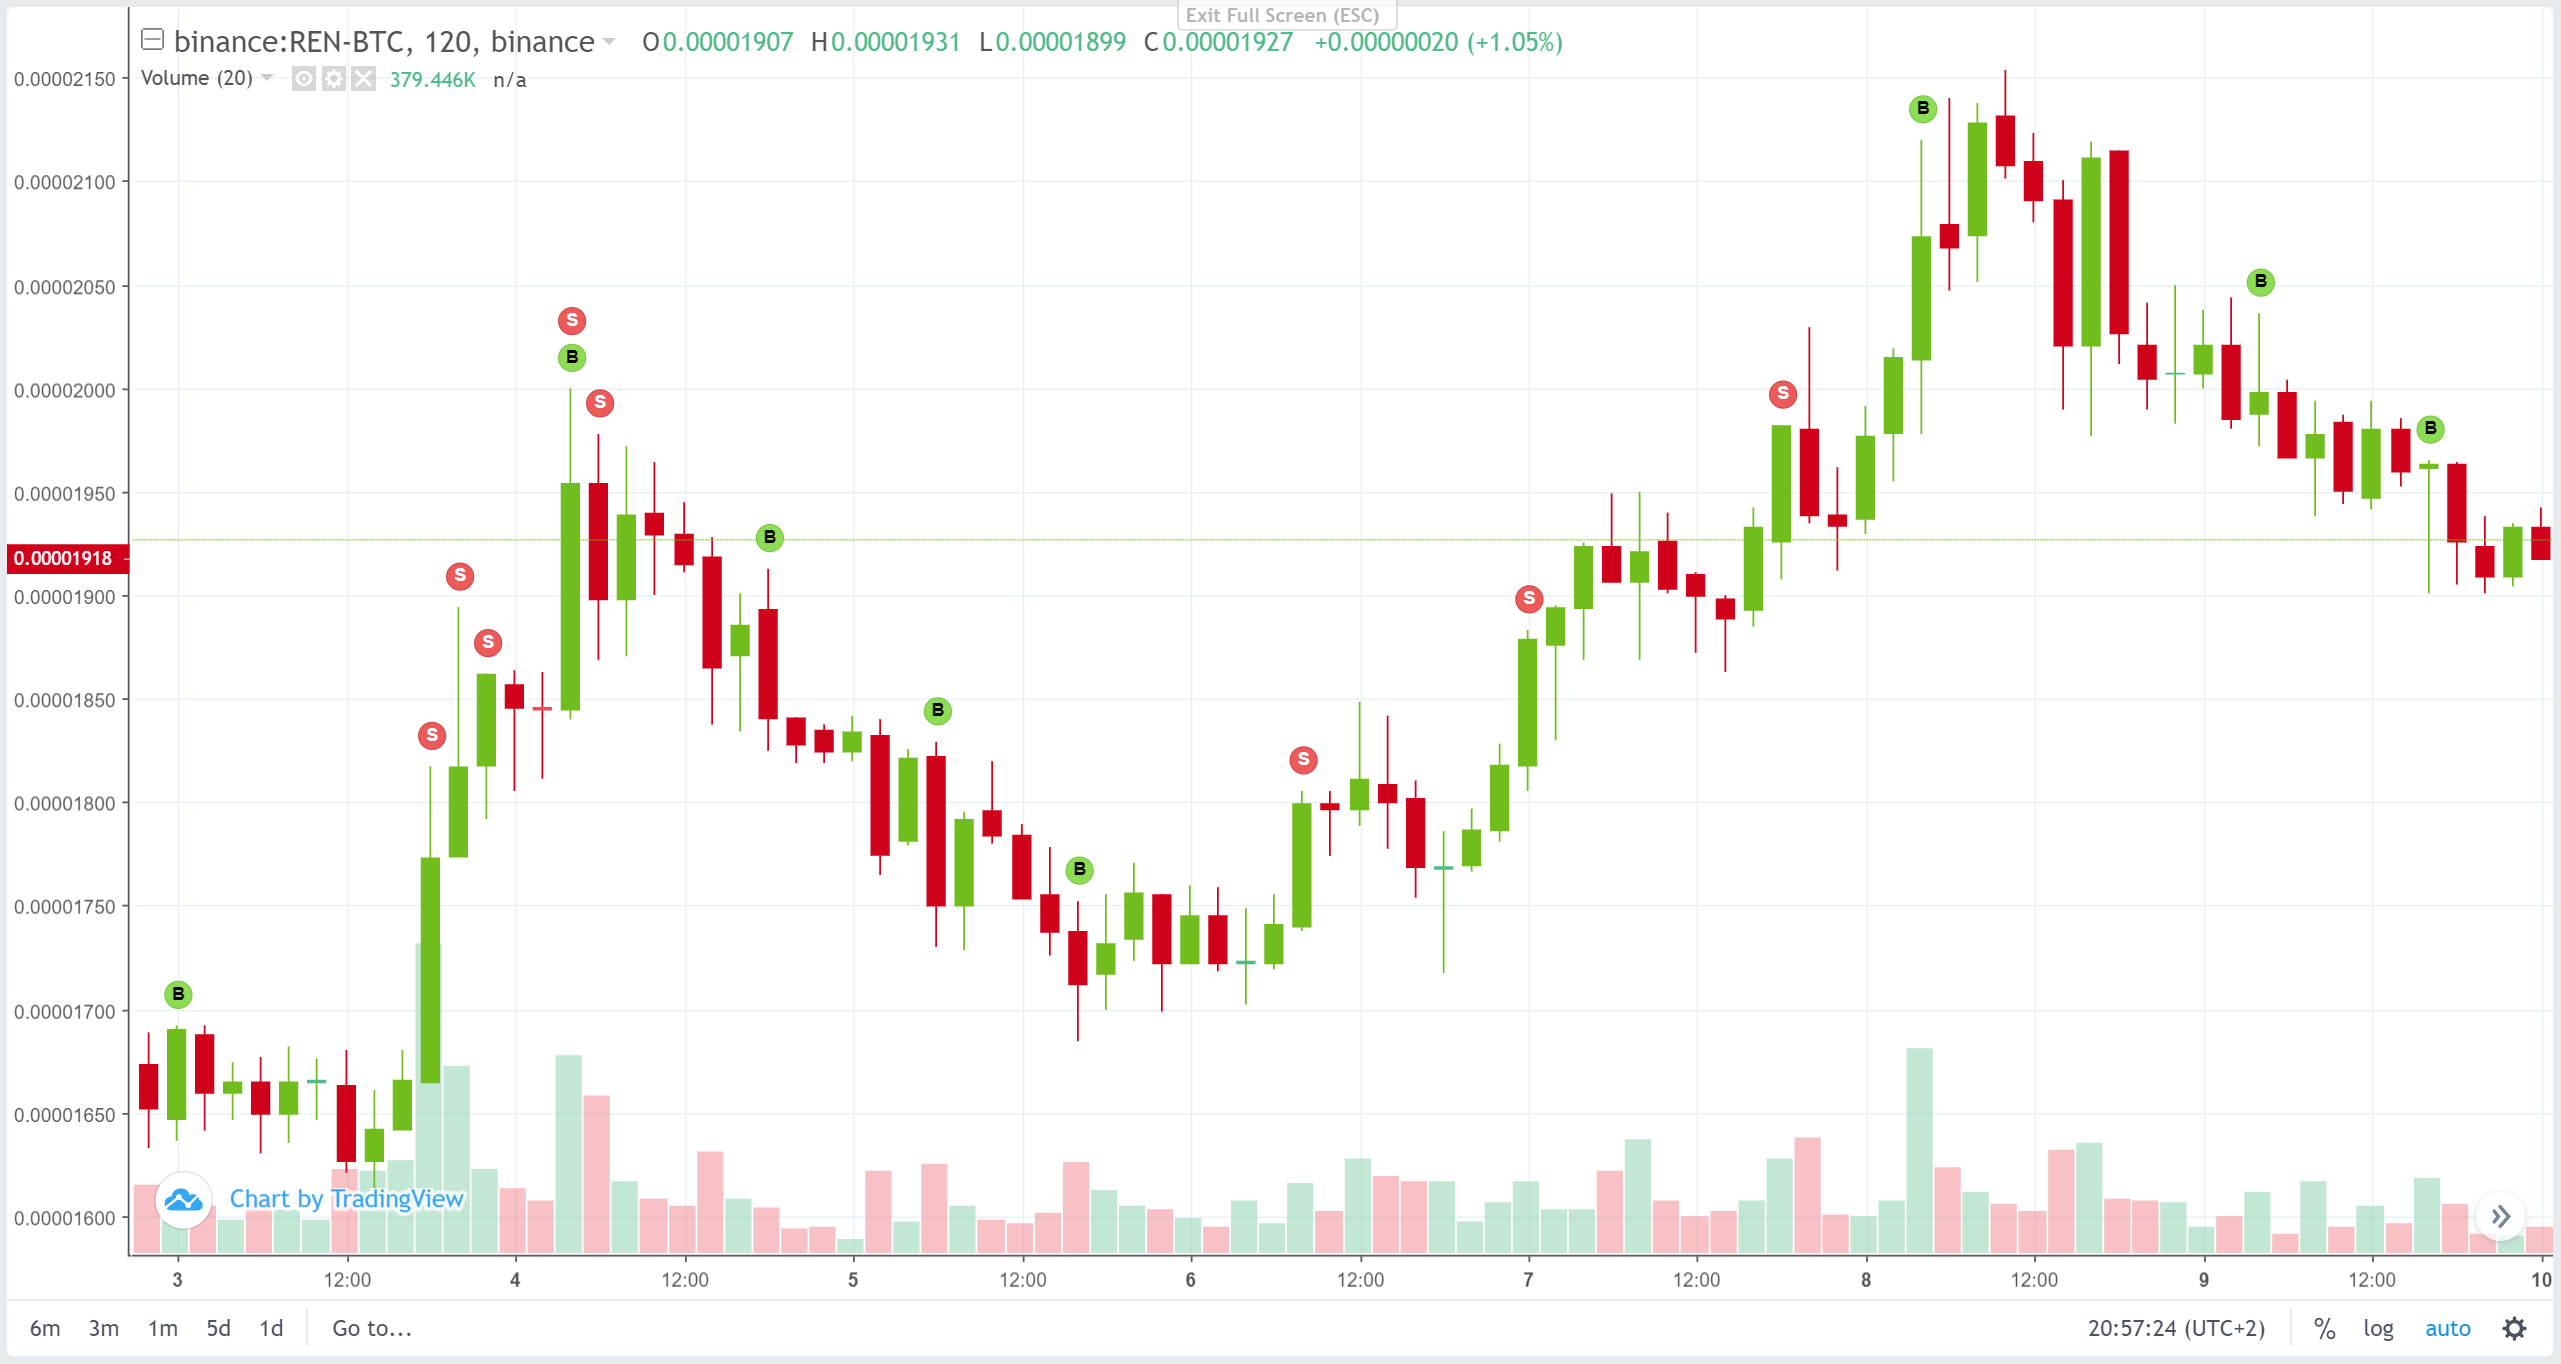 Exit Full Screen (ESC)
binance:REN-BTC, 120, binance O0.00001907 H0.00001931 L0.00001899 C0.00001927 +0.00000020 (+1.05%)
Volume (20) 379.446K n/a
0.00002150
B
0.00002100
0.00002050
B
S
B
0.00002000
S
S
B
0.00001950
B
0.00001918
S
0.00001900
S
S
0.00001850
B
S
S
0.00001800
B
0.00001750
B
0.00001700
0.00001650
Chart by TradingView
0.00001600
3 12:00 4 12:00 5 12:00 6 12:00 7 12:00 8 12:00 9 12:00 10
6m 3m 1m 5d 1d Go to... 20:57:24 (UTC+2) % log auto